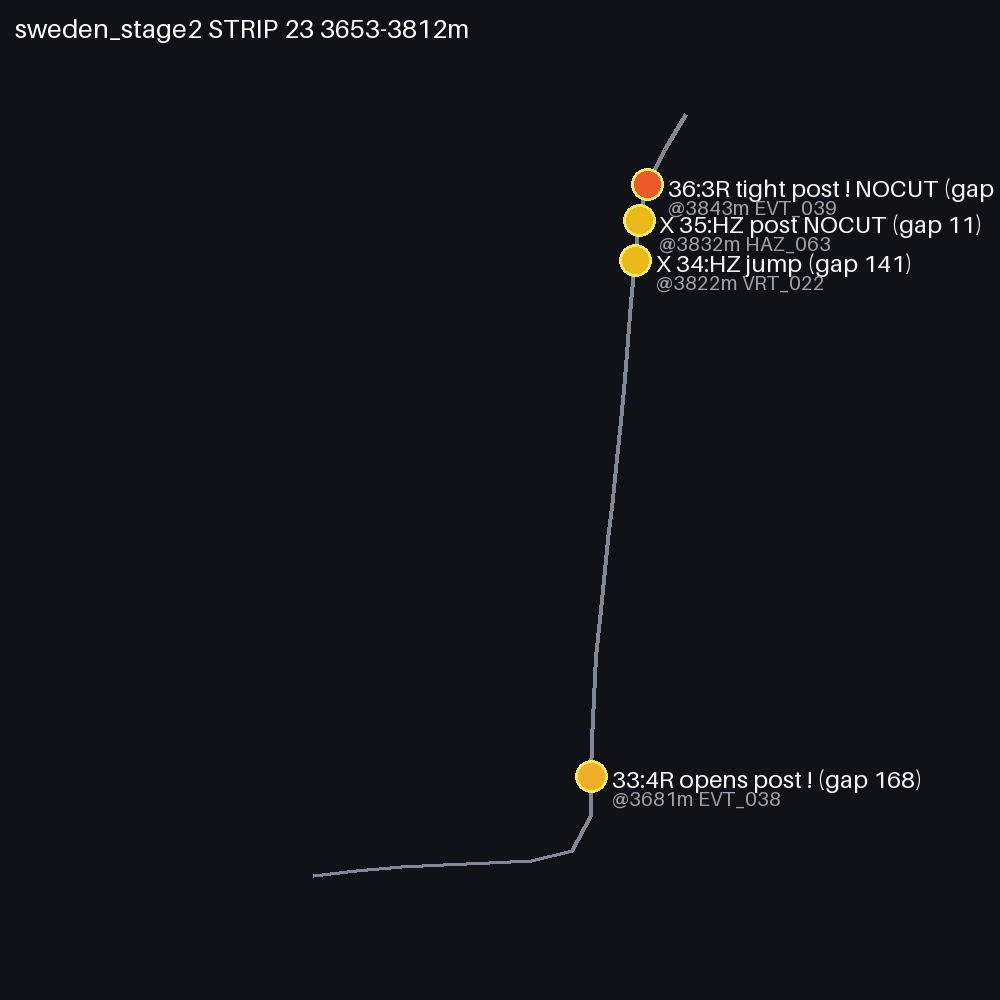 sweden_stage2 STRIP 23 3653-3812m
36:3R tight post ! NOCUT (gap
@3843m EVT_039
X 35:HZ post NOCUT (gap 11)
@3832m HAZ_063
X 34:HZ jump (gap 141)
@3822m VRT_022
33:4R opens post ! (gap 168)
@3681m EVT_038